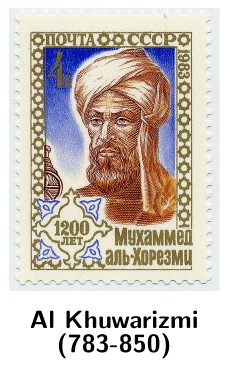 ПОЧТА СССР
1983
4к
1200
ЛЕТ
Мухаммед
аль-Хорезми
Al Khuwarizmi
(783-850)